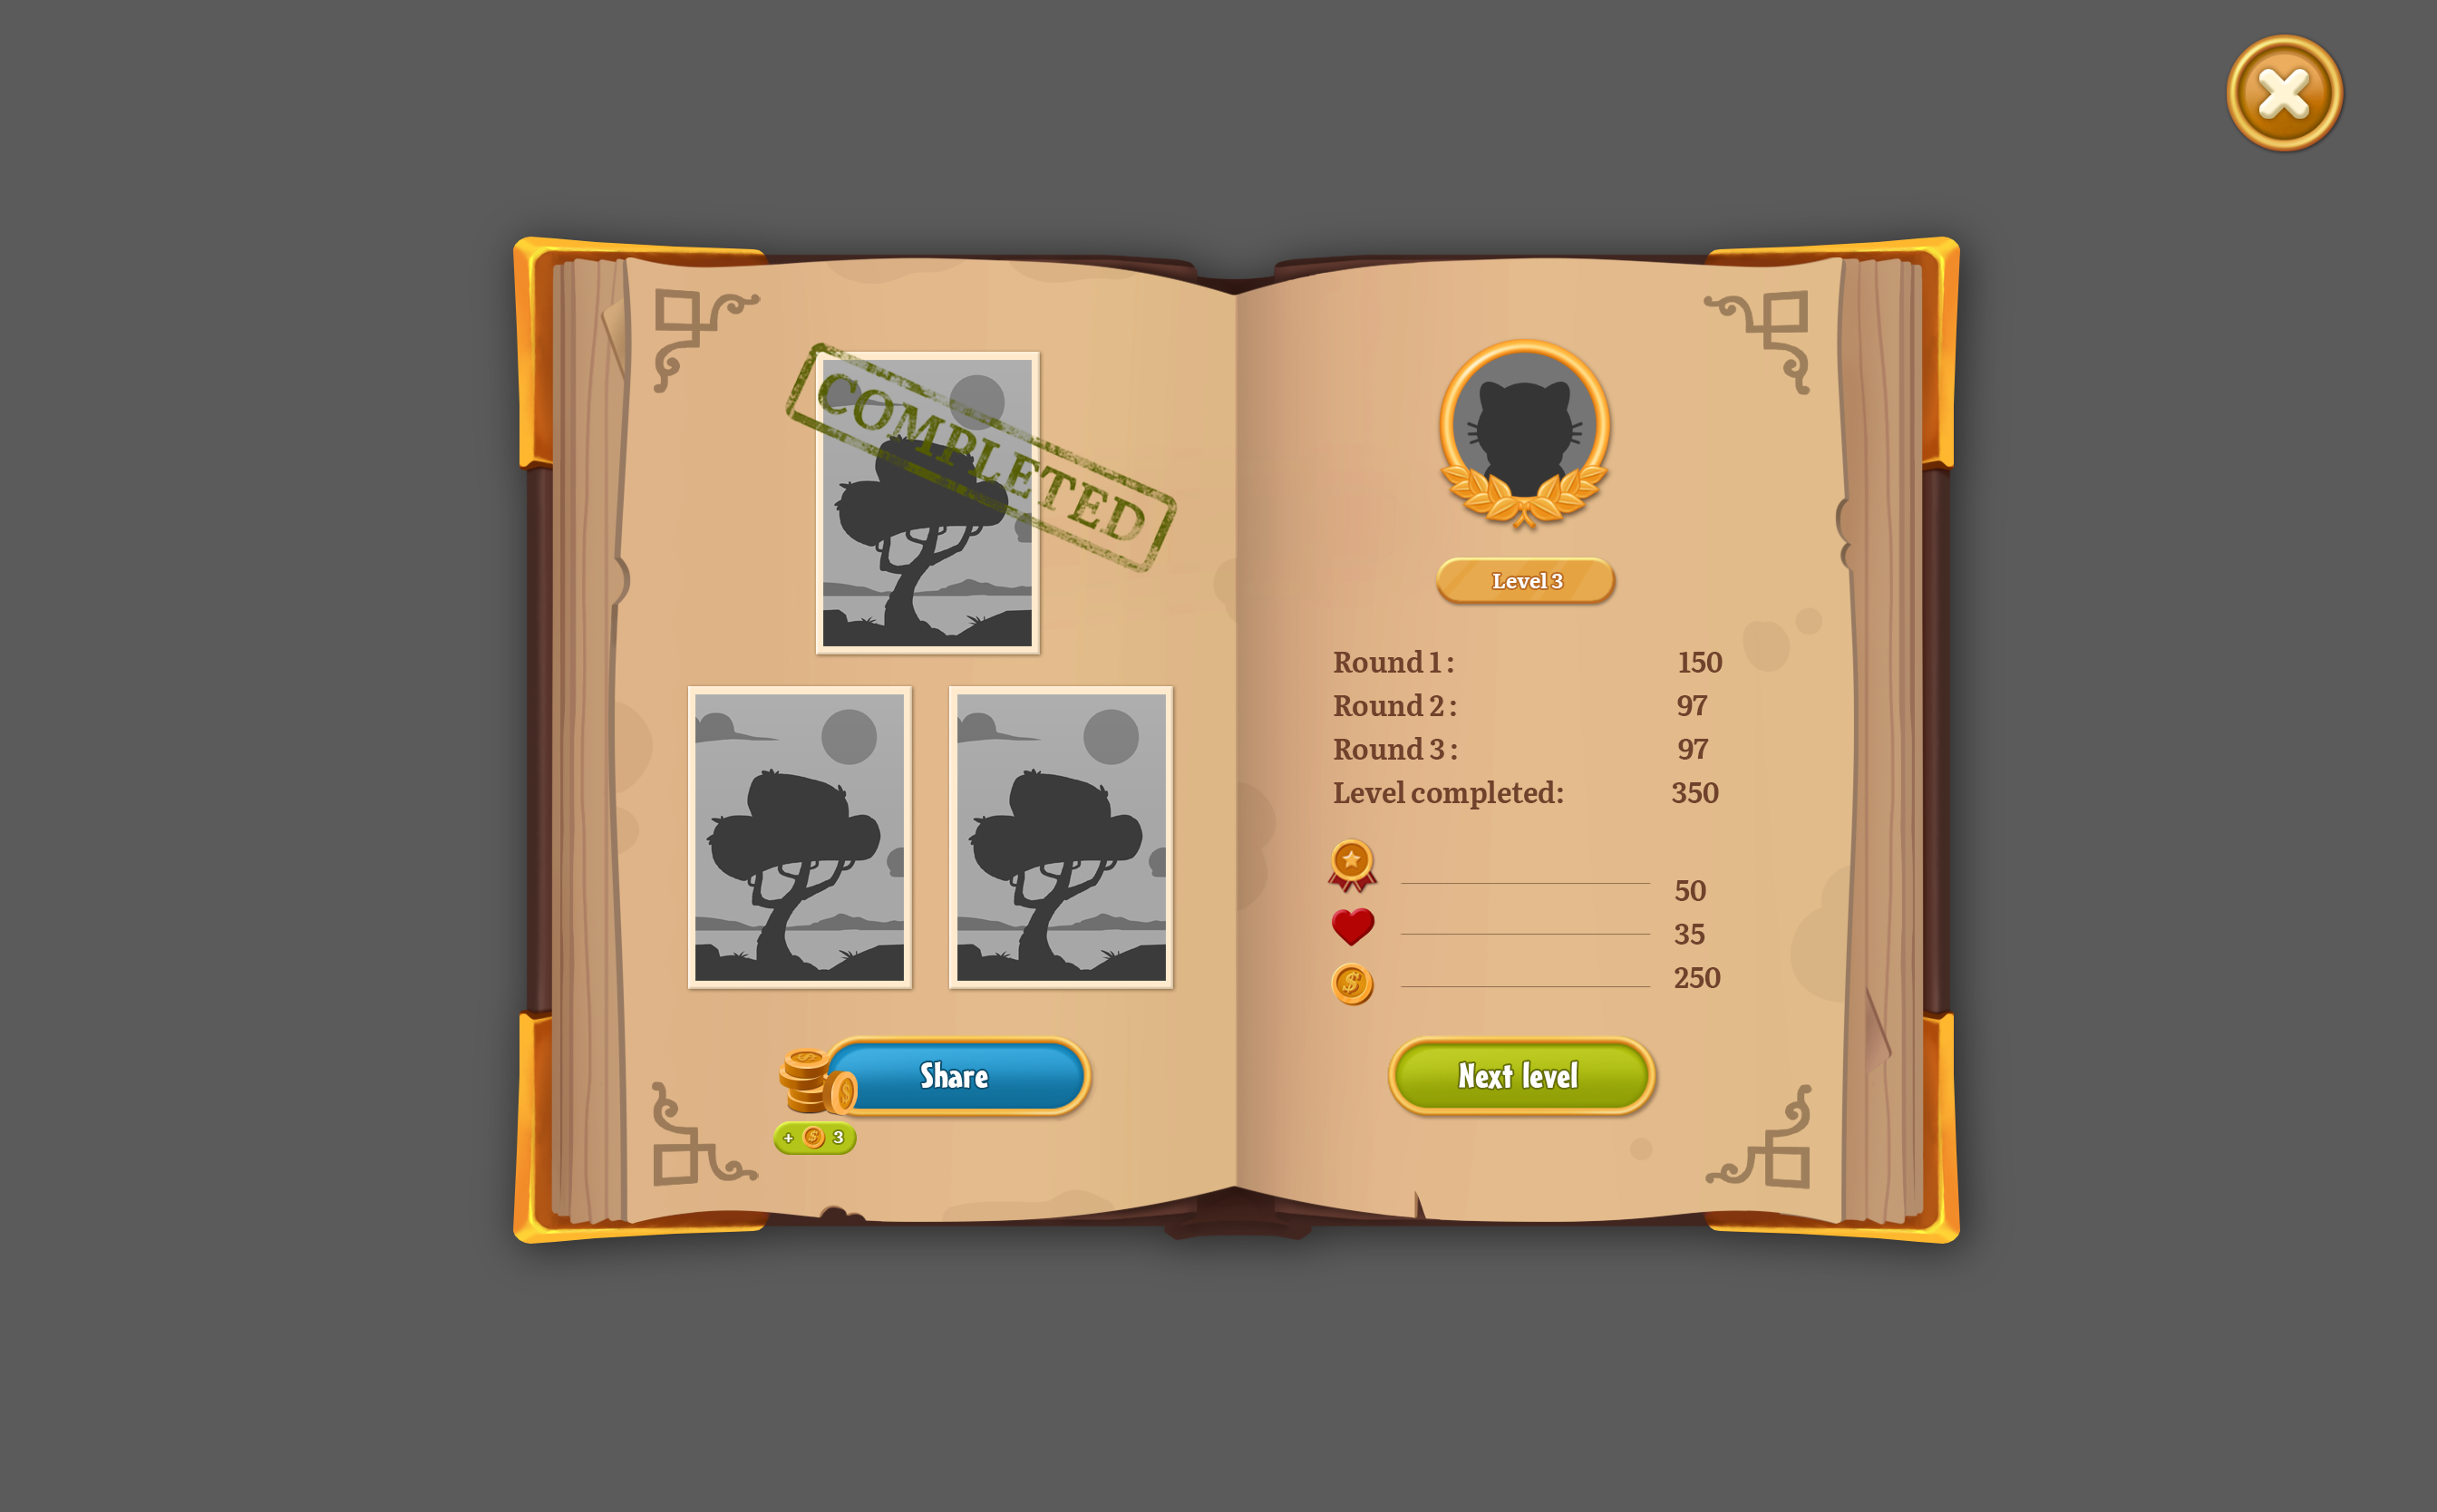 COMPLETED
Share
+ $ 3
Level 3
Round 1 : 150
Round 2 : 97
Round 3 : 97
Level completed: 350
50
35
$ 250
Next level